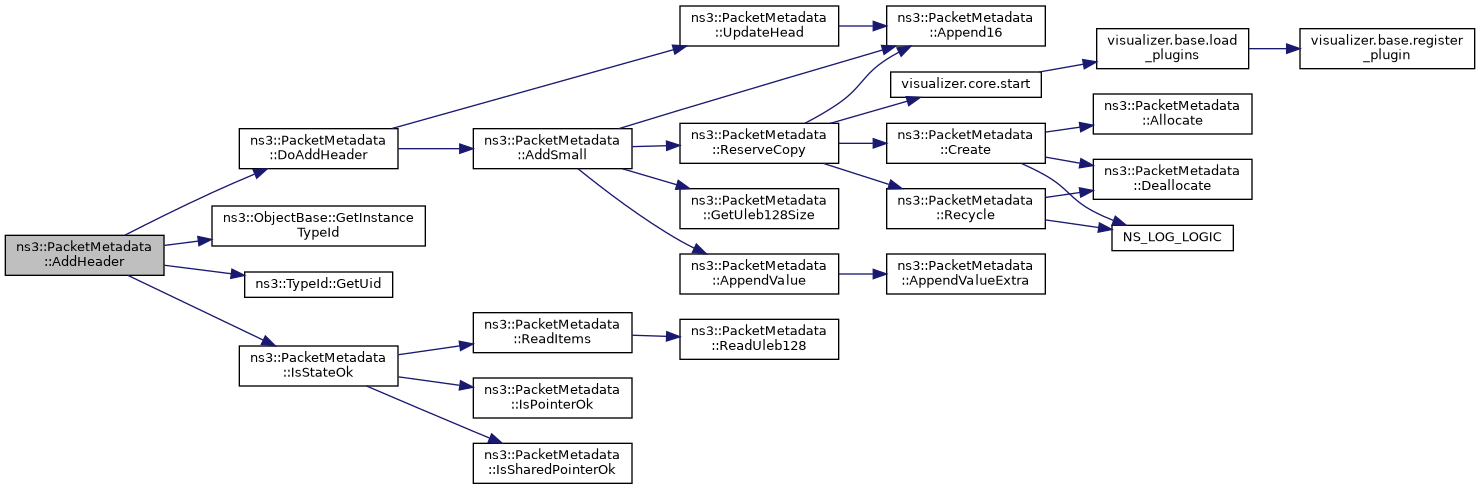 ns3::PacketMetadata
::AddHeader
ns3::PacketMetadata
::DoAddHeader
ns3::ObjectBase::GetInstance
TypeId
ns3::TypeId::GetUid
ns3::PacketMetadata
::IsStateOk
ns3::PacketMetadata
::AddSmall
ns3::PacketMetadata
::ReadItems
ns3::PacketMetadata
::IsPointerOk
ns3::PacketMetadata
::IsSharedPointerOk
ns3::PacketMetadata
::UpdateHead
ns3::PacketMetadata
::ReserveCopy
ns3::PacketMetadata
::GetUleb128Size
ns3::PacketMetadata
::AppendValue
ns3::PacketMetadata
::ReadUleb128
ns3::PacketMetadata
::Append16
visualizer.core.start
ns3::PacketMetadata
::Create
ns3::PacketMetadata
::Recycle
ns3::PacketMetadata
::AppendValueExtra
visualizer.base.load
_plugins
ns3::PacketMetadata
::Allocate
ns3::PacketMetadata
::Deallocate
NS_LOG_LOGIC
visualizer.base.register
_plugin